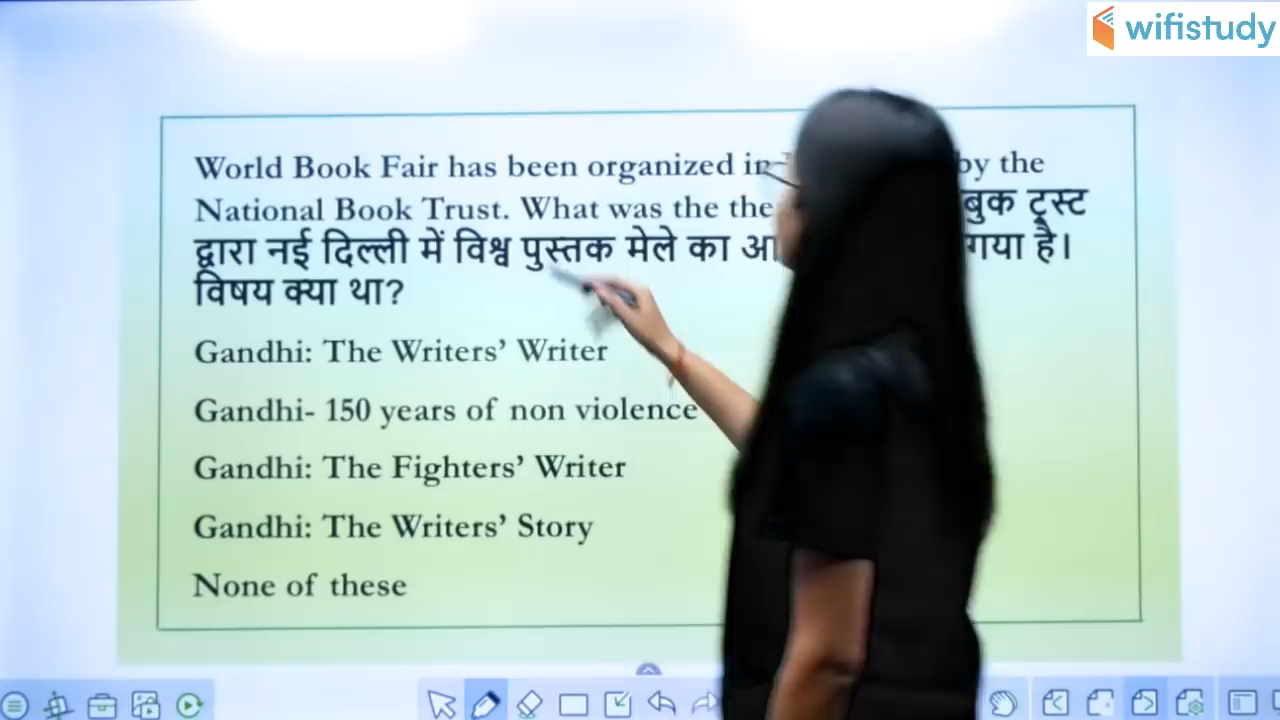 wifistudy
World Book Fair has been organized in by the
National Book Trust. What was the बुक ट्रस्ट
द्वारा नई दिल्ली में विश्व पुस्तक मेले का गया है।
विषय क्या था?
Gandhi: The Writers’ Writer
Gandhi- 150 years of non violence
Gandhi: The Fighters’ Writer
Gandhi: The Writers’ Story
None of these